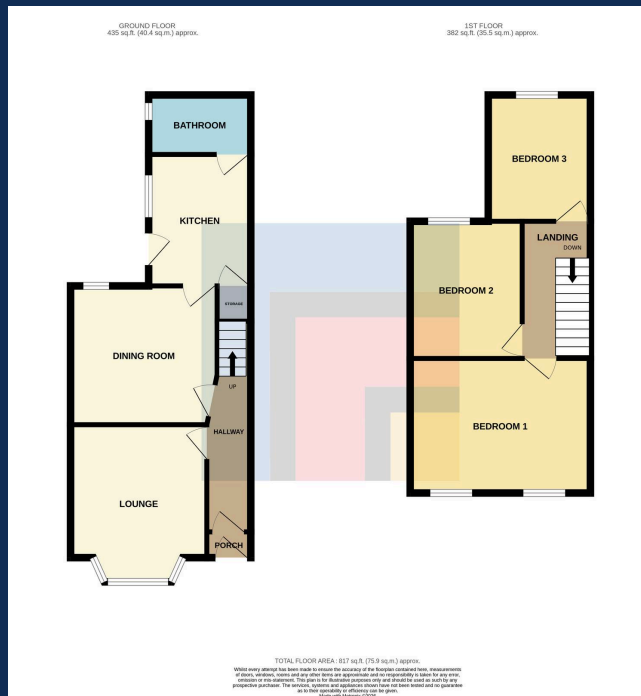 GROUND FLOOR
435 sq.ft. (40.4 sq.m.) approx.
1ST FLOOR
382 sq.ft. (35.5 sq.m.) approx.
BATHROOM
KITCHEN
STORAGE
DINING ROOM
UP
HALLWAY
LOUNGE
PORCH
BEDROOM 3
LANDING
DOWN
BEDROOM 2
BEDROOM 1
TOTAL FLOOR AREA : 817 sq.ft. (75.9 sq.m.) approx.
Whilst every attempt has been made to ensure the accuracy of the floorplan contained here, measurements
of doors, windows, rooms and any other items are approximate and no responsibility is taken for any error,
omission or mis-statement. This plan is for illustrative purposes only and should be used as such by any
prospective purchaser. The services, systems and appliances shown have not been tested and no guarantee
as to their operability or efficiency can be given.
Made with Metropix